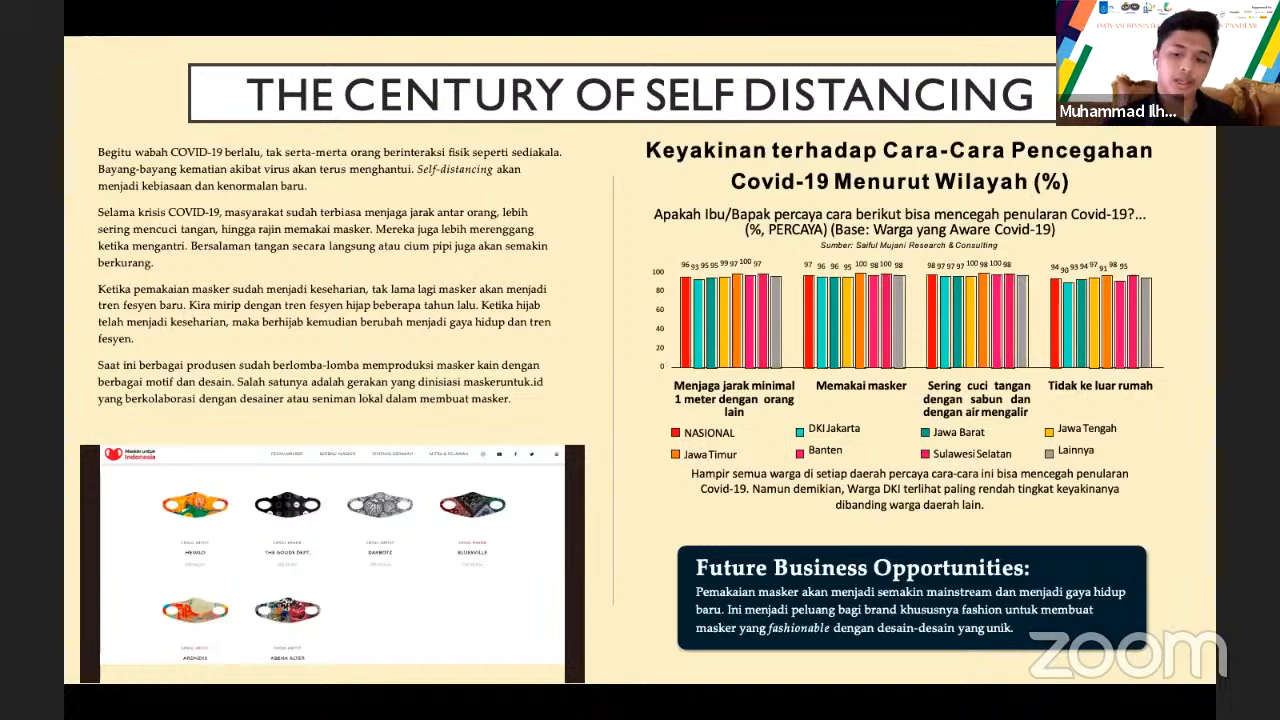 THE CENTURY OF SELF DISTANCING
Muhammad Ilh...
Begitu wabah COVID-19 berlalu, tak serta-merta orang berinteraksi fisik seperti sediakala.
Bayang-bayang kematian akibat virus akan terus menghantui. Self-distancing akan
menjadi kebiasaan dan kenormalan baru.
Selama krisis COVID-19, masyarakat sudah terbiasa menjaga jarak antar orang, lebih
sering mencuci tangan, hingga rajin memakai masker. Mereka juga lebih merenggang
ketika mengantri. Bersalaman tangan secara langsung atau cium pipi juga akan semakin
berkurang.
Ketika pemakaian masker sudah menjadi keseharian, tak lama lagi masker akan menjadi
tren fesyen baru. Kira mirip dengan tren fesyen hijap beberapa tahun lalu. Ketika hijab
telah menjadi keseharian, maka berhijab kemudian berubah menjadi gaya hidup dan tren
fesyen.
Saat ini berbagai produsen sudah berlomba-lomba memproduksi masker kain dengan
berbagai motif dan desain. Salah satunya adalah gerakan yang dinisiasi maskeruntuk.id
yang berkolaborasi dengan desainer atau seniman lokal dalam membuat masker.
Masker untuk
Indonesia
HEIMLO
THE GOODS DEPT.
DARBOTZ
BLUESVILLE
ARDNEKS
ABENK ALTER
Keyakinan terhadap Cara-Cara Pencegahan
Covid-19 Menurut Wilayah (%)
Apakah Ibu/Bapak percaya cara berikut bisa mencegah penularan Covid-19?...
(%, PERCAYA) (Base: Warga yang Aware Covid-19)
Sumber: Saiful Mujani Research & Consulting
96 93 95 95 99 97 100 97
97 96 96 95 100 98 100 98
98 97 97 97 100 98 100 98
94 90 93 94 97 91 98 95
100
80
60
40
20
0
Menjaga jarak minimal
1 meter dengan orang
lain
Memakai masker
Sering cuci tangan
dengan sabun dan
dengan air mengalir
Tidak ke luar rumah
NASIONAL
DKI Jakarta
Jawa Barat
Jawa Tengah
Jawa Timur
Banten
Sulawesi Selatan
Lainnya
Hampir semua warga di setiap daerah percaya cara-cara ini bisa mencegah penularan
Covid-19. Namun demikian, Warga DKI terlihat paling rendah tingkat keyakinanya
dibanding warga daerah lain.
Future Business Opportunities:
Pemakaian masker akan menjadi semakin mainstream dan menjadi gaya hidup
baru. Ini menjadi peluang bagi brand khususnya fashion untuk membuat
masker yang fashionable dengan desain-desain yang unik.
zoom